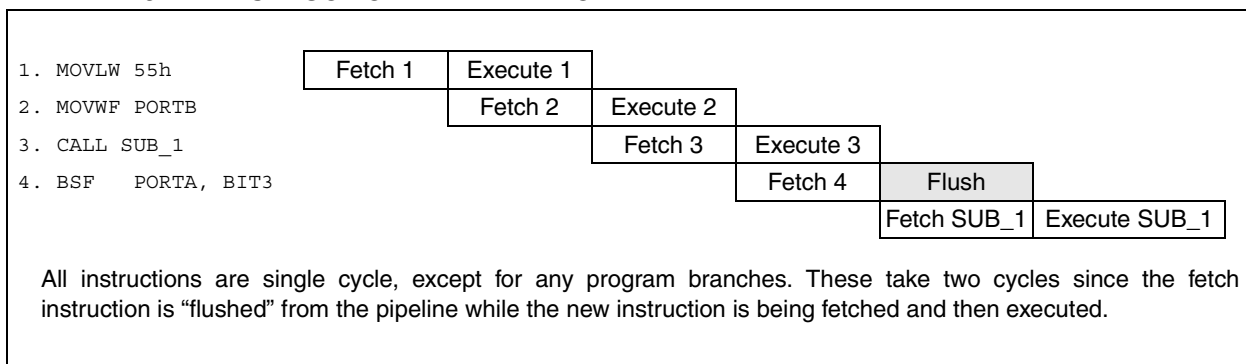 1. MOVLW 55h Fetch 1 Execute 1
2. MOVWF PORTB Fetch 2 Execute 2
3. CALL SUB_1 Fetch 3 Execute 3
4. BSF PORTA, BIT3 Fetch 4 Flush
Fetch SUB_1 Execute SUB_1
All instructions are single cycle, except for any program branches. These take two cycles since the fetch
instruction is “flushed” from the pipeline while the new instruction is being fetched and then executed.